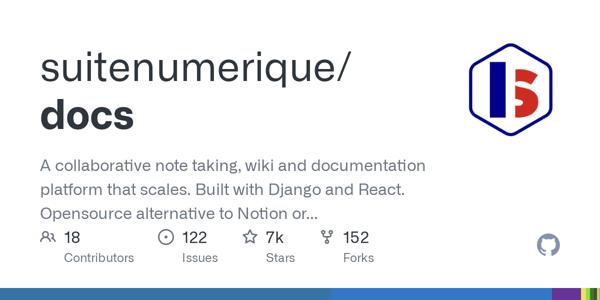 suitenumerique/
docs
A collaborative note taking, wiki and documentation
platform that scales. Built with Django and React.
Opensource alternative to Notion or...
18
Contributors
122
Issues
7k
Stars
152
Forks